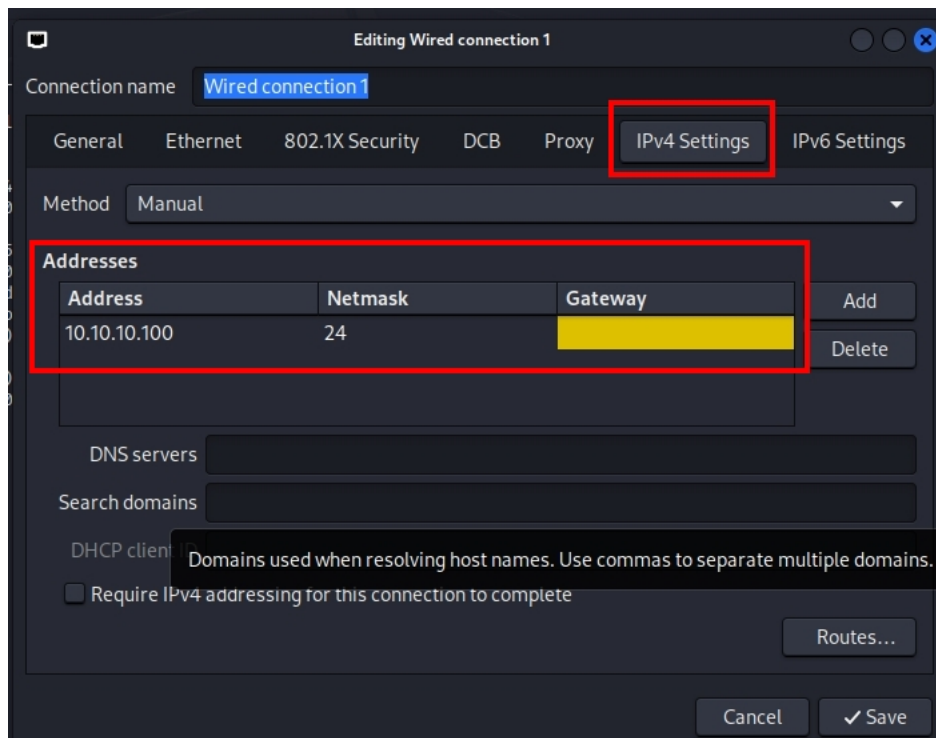 Editing Wired connection 1
Connection name Wired connection 1
General Ethernet 802.1X Security DCB Proxy IPv4 Settings IPv6 Settings
Method Manual
Addresses
Address Netmask Gateway
10.10.10.100 24
Add
Delete
DNS servers
Search domains
DHCP client ID
Domains used when resolving host names. Use commas to separate multiple domains.
Require IPv4 addressing for this connection to complete
Routes...
Cancel Save